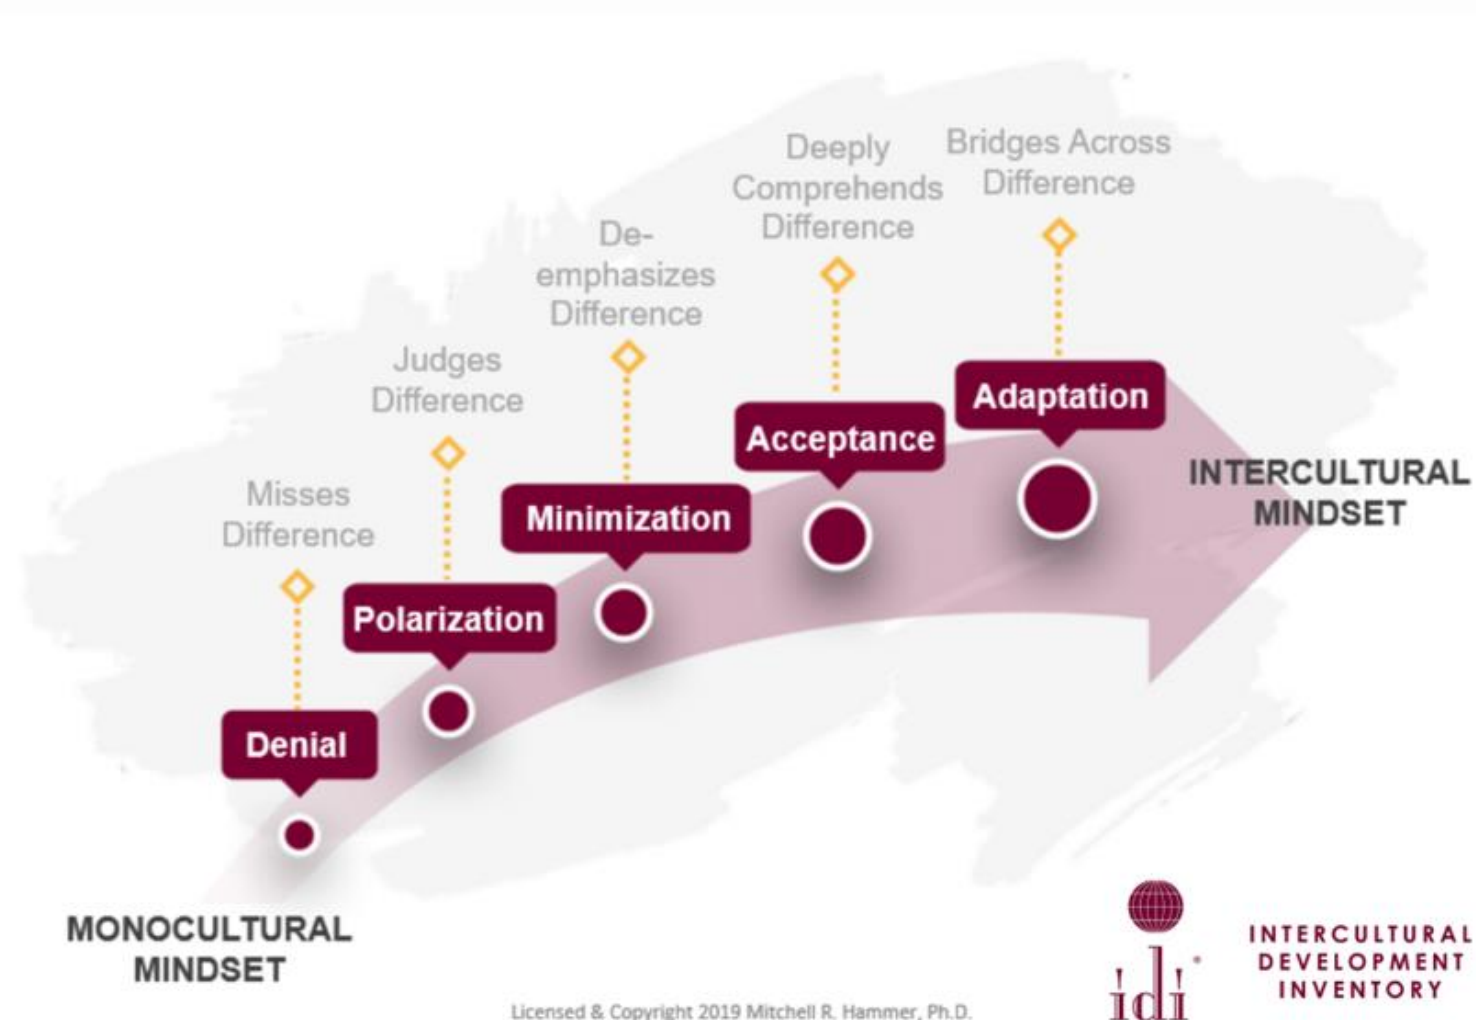 Bridges Across
Difference
Deeply
Comprehends
Difference
De-
emphasizes
Difference
Judges
Difference
Misses
Difference
Adaptation
Acceptance
Minimization
Polarization
Denial
INTERCULTURAL
MINDSET
MONOCULTURAL
MINDSET
idi
INTERCULTURAL
DEVELOPMENT
INVENTORY
Licensed & Copyright 2019 Mitchell R. Hammer, Ph.D.